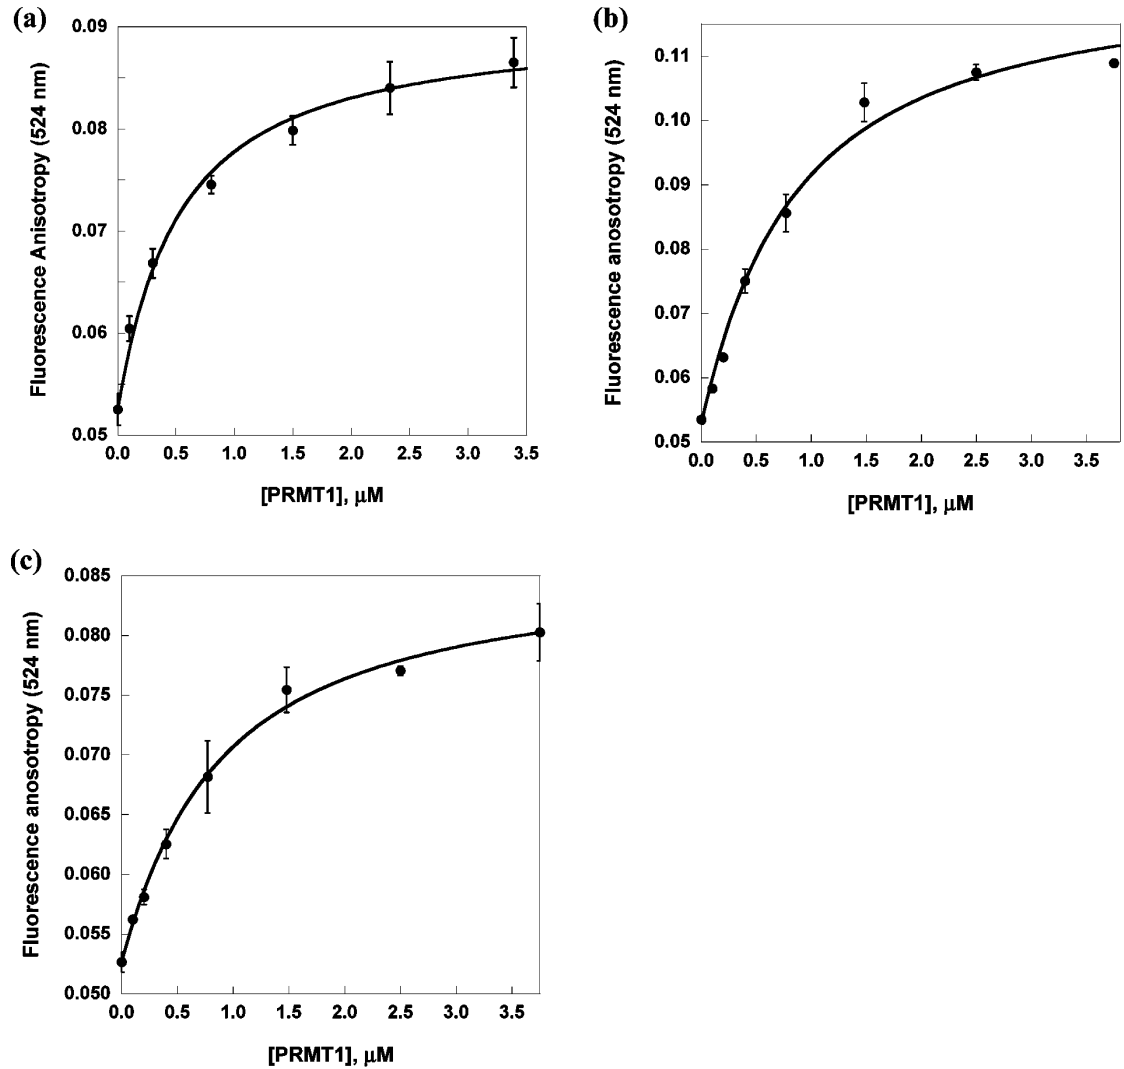 (a)
Fluorescence Anisotropy (524 nm)
0.09
0.08
0.07
0.06
0.05
0.0 0.5 1.0 1.5 2.0 2.5 3.0 3.5
[PRMT1], µM
(b)
Fluorescence anosotropy (524 nm)
0.11
0.10
0.09
0.08
0.07
0.06
0.05
0.0 0.5 1.0 1.5 2.0 2.5 3.0 3.5
[PRMT1], µM
(c)
Fluorescence anosotropy (524 nm)
0.085
0.080
0.075
0.070
0.065
0.060
0.055
0.050
0.0 0.5 1.0 1.5 2.0 2.5 3.0 3.5
[PRMT1], µM